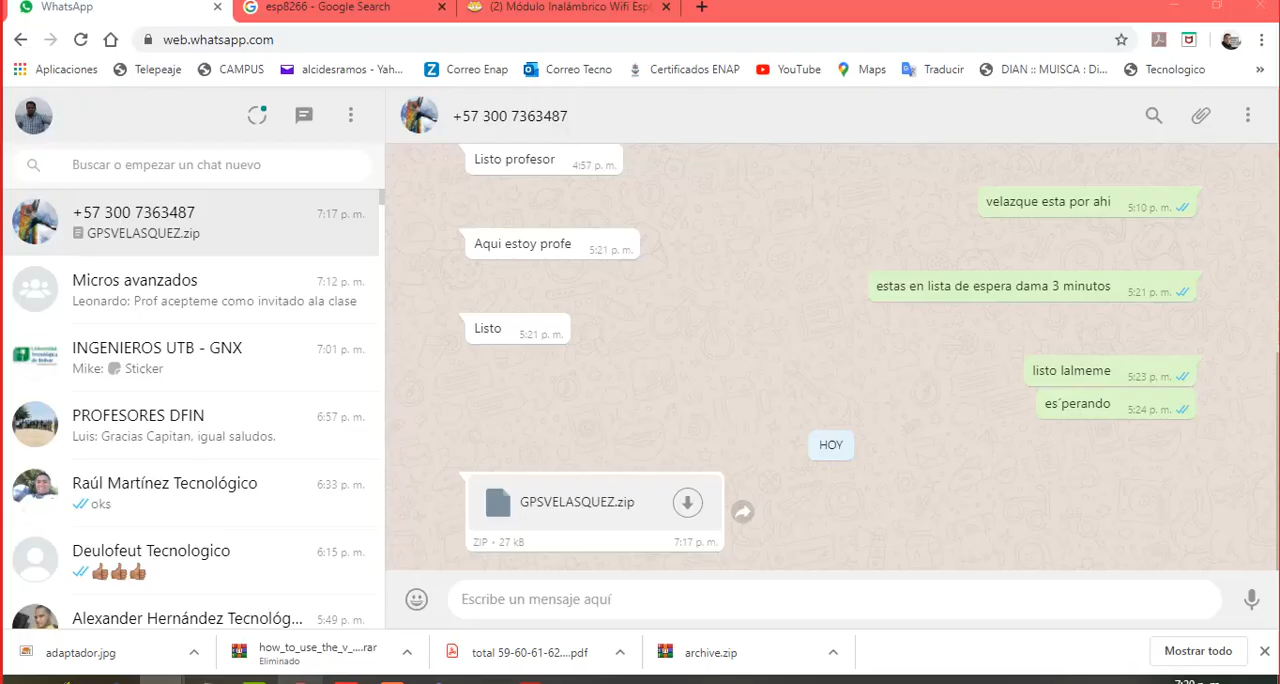 WhatsApp
esp8266 - Google Search
(2) Módulo Inalámbrico Wifi Esp
web.whatsapp.com
Aplicaciones
Telepeaje
CAMPUS
alcidesramos - Yah...
Correo Enap
Correo Tecno
Certificados ENAP
YouTube
Maps
Traducir
DIAN :: MUISCA : Di...
Tecnologico
»
+57 300 7363487
Buscar o empezar un chat nuevo
+57 300 7363487
7:17 p. m.
GPSVELASQUEZ.zip
Micros avanzados
7:12 p. m.
Leonardo: Prof acepteme como invitado ala clase
INGENIEROS UTB - GNX
7:01 p. m.
Mike: Sticker
PROFESORES DFIN
6:57 p. m.
Luis: Gracias Capitan, igual saludos.
Raúl Martínez Tecnológico
6:33 p. m.
oks
Deulofeut Tecnologico
6:15 p. m.
Alexander Hernández Tecnológ...
5:49 p. m.
Listo profesor
4:57 p. m.
velazque esta por ahi
5:10 p. m.
Aqui estoy profe
5:21 p. m.
estas en lista de espera dama 3 minutos
5:21 p. m.
Listo
5:21 p. m.
listo lalmeme
5:23 p. m.
es´perando
5:24 p. m.
HOY
GPSVELASQUEZ.zip
ZIP • 27 kB
7:17 p. m.
Escribe un mensaje aquí
adaptador.jpg
how_to_use_the_v_....rar
Eliminado
total 59-60-61-62....pdf
archive.zip
Mostrar todo